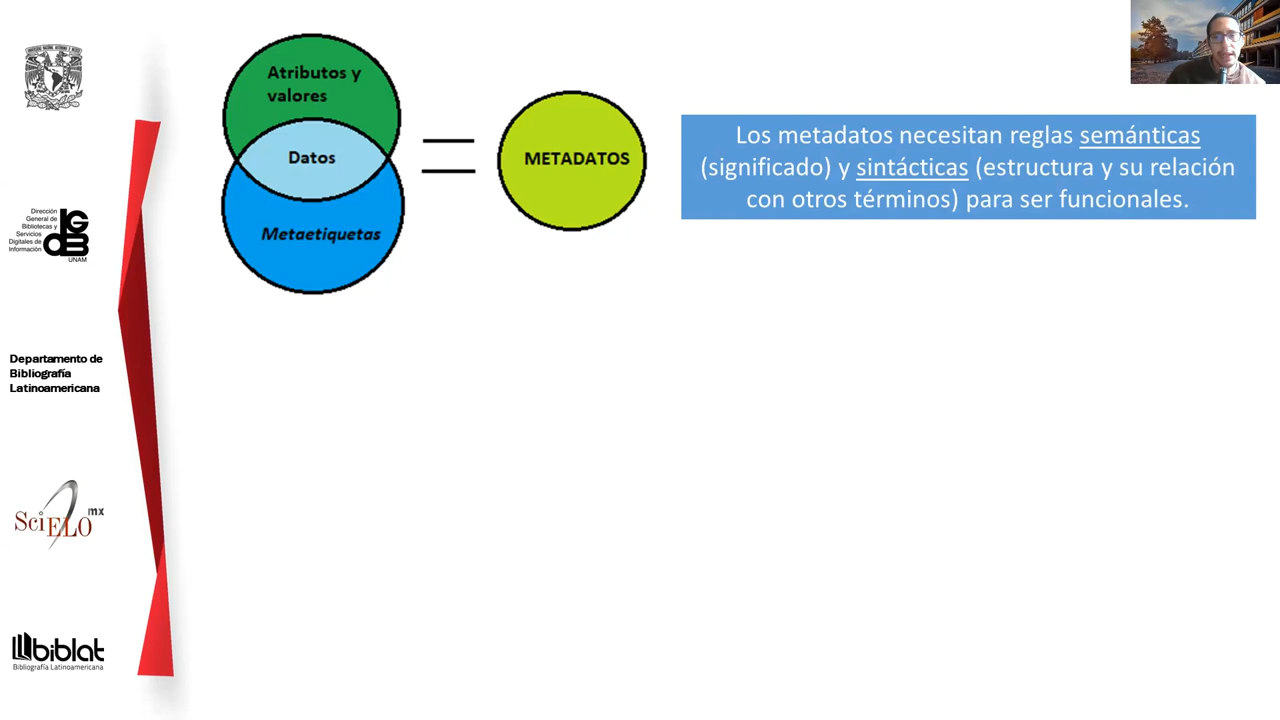 Atributos y
valores
Datos
Metaetiquetas
METADATOS
Los metadatos necesitan reglas semánticas
(significado) y sintácticas (estructura y su relación
con otros términos) para ser funcionales.
Dirección
General de
Bibliotecas y
Servicios
Digitales de
Información
DGB
UNAM
Departamento de
Bibliografía
Latinoamericana
SciELO
mx
biblat
Bibliografía Latinoamericana